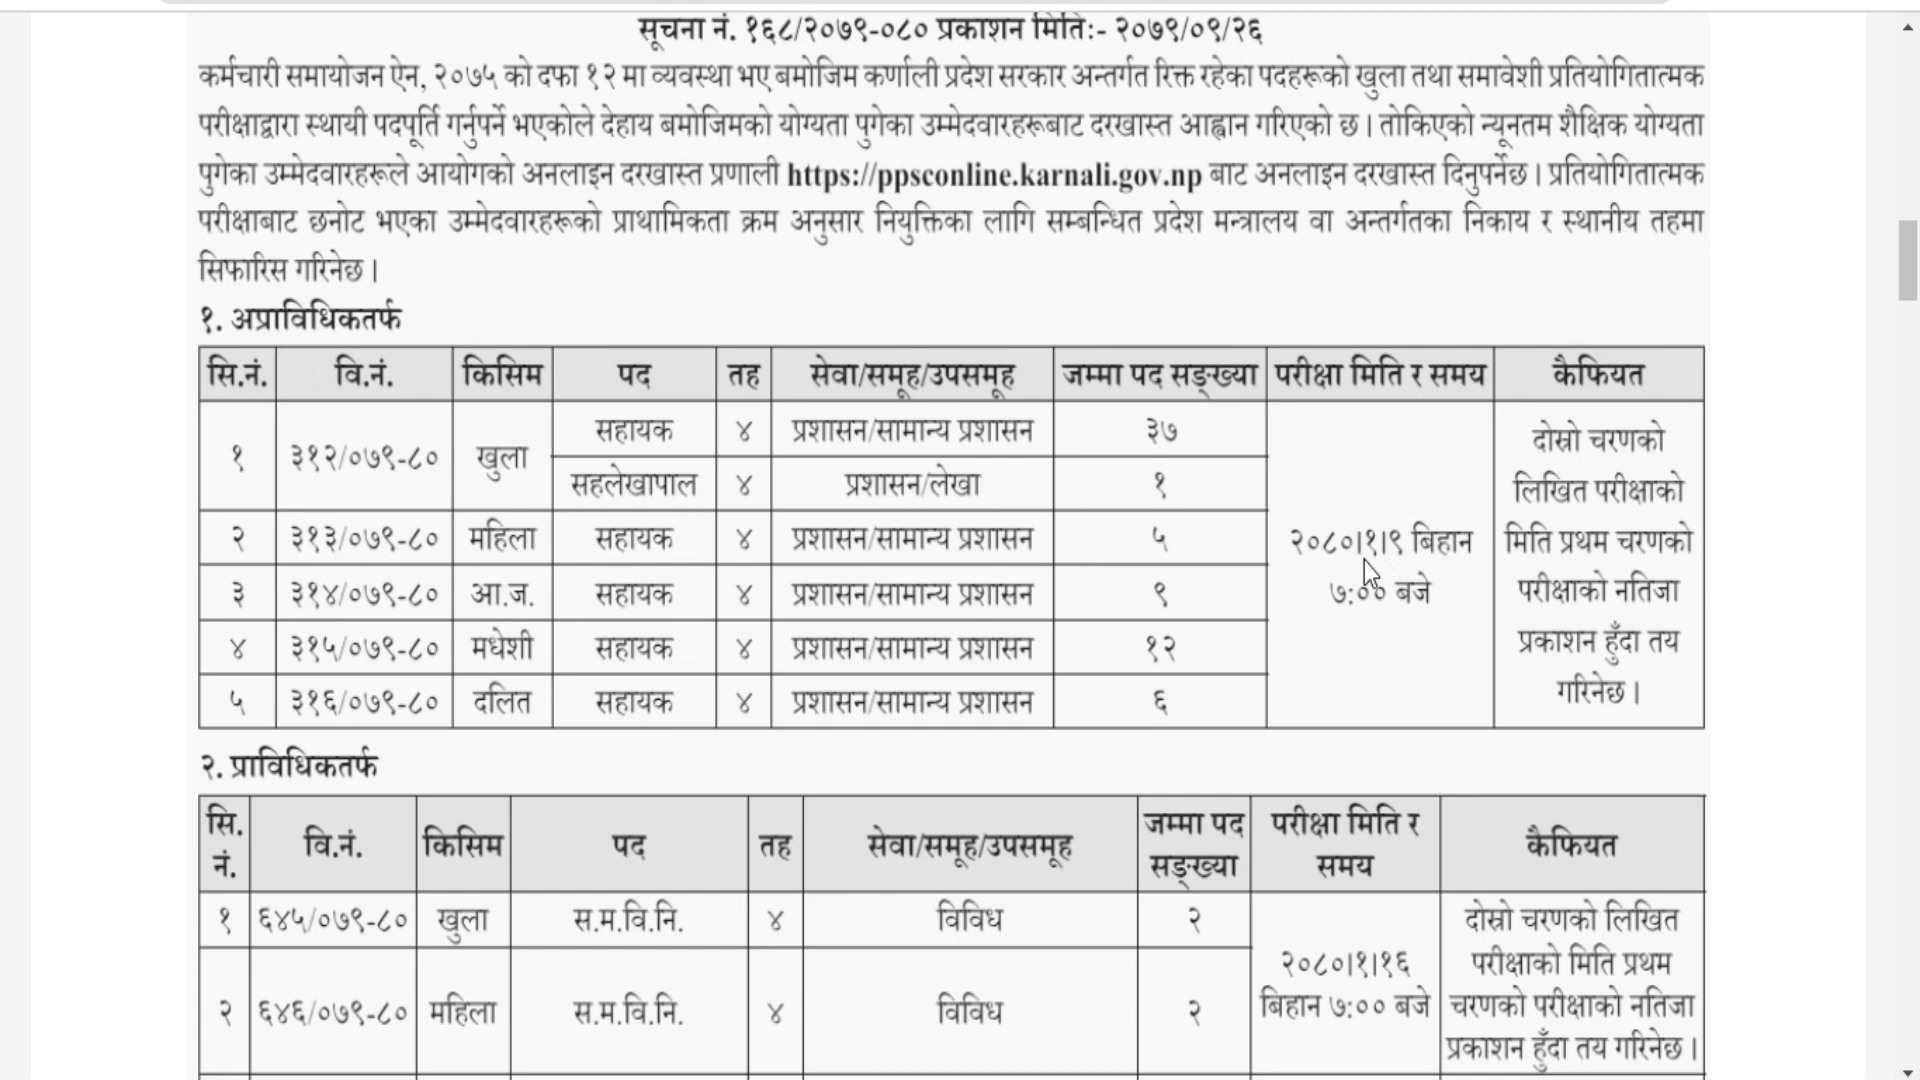 सूचना नं. १६८/२०७९-०८० प्रकाशन मितिः- २०७९/०९/२६
कर्मचारी समायोजन ऐन, २०७५ को दफा १२ मा व्यवस्था भए बमोजिम कर्णाली प्रदेश सरकार अन्तर्गत रिक्त रहेका पदहरूको खुला तथा समावेशी प्रतियोगितात्मक
परीक्षाद्वारा स्थायी पदपूर्ति गर्नुपर्ने भएकोले देहाय बमोजिमको योग्यता पुगेका उम्मेदवारहरूबाट दरखास्त आह्वान गरिएको छ । तोकिएको न्यूनतम शैक्षिक योग्यता
पुगेका उम्मेदवारहरूले आयोगको अनलाइन दरखास्त प्रणाली https://ppsconline.karnali.gov.np बाट अनलाइन दरखास्त दिनुपर्नेछ । प्रतियोगितात्मक
परीक्षाबाट छनोट भएका उम्मेदवारहरूको प्राथामिकता क्रम अनुसार नियुक्तिका लागि सम्बन्धित प्रदेश मन्त्रालय वा अन्तर्गतका निकाय र स्थानीय तहमा
सिफारिस गरिनेछ ।
१. अप्राविधिकतर्फ
सि.नं. वि.नं. किसिम पद तह सेवा/समूह/उपसमूह जम्मा पद सङ्ख्या परीक्षा मिति र समय कैफियत
१ ३१२/०७९-८० खुला सहायक ४ प्रशासन/सामान्य प्रशासन ३७
सहलेखापाल ४ प्रशासन/लेखा १
२ ३१३/०७९-८० महिला सहायक ४ प्रशासन/सामान्य प्रशासन ५
३ ३१४/०७९-८० आ.ज. सहायक ४ प्रशासन/सामान्य प्रशासन ९
४ ३१५/०७९-८० मधेशी सहायक ४ प्रशासन/सामान्य प्रशासन १२
५ ३१६/०७९-८० दलित सहायक ४ प्रशासन/सामान्य प्रशासन ६
२०८०।१।९ बिहान
७:०० बजे
दोस्रो चरणको
लिखित परीक्षाको
मिति प्रथम चरणको
परीक्षाको नतिजा
प्रकाशन हुँदा तय
गरिनेछ ।
२. प्राविधिकतर्फ
सि.
नं. वि.नं. किसिम पद तह सेवा/समूह/उपसमूह जम्मा पद
सङ्ख्या परीक्षा मिति र
समय कैफियत
१ ६४५/०७९-८० खुला स.म.वि.नि. ४ विविध २
२ ६४६/०७९-८० महिला स.म.वि.नि. ४ विविध २
२०८०।१।१६
बिहान ७:०० बजे
दोस्रो चरणको लिखित
परीक्षाको मिति प्रथम
चरणको परीक्षाको नतिजा
प्रकाशन हुँदा तय गरिनेछ ।